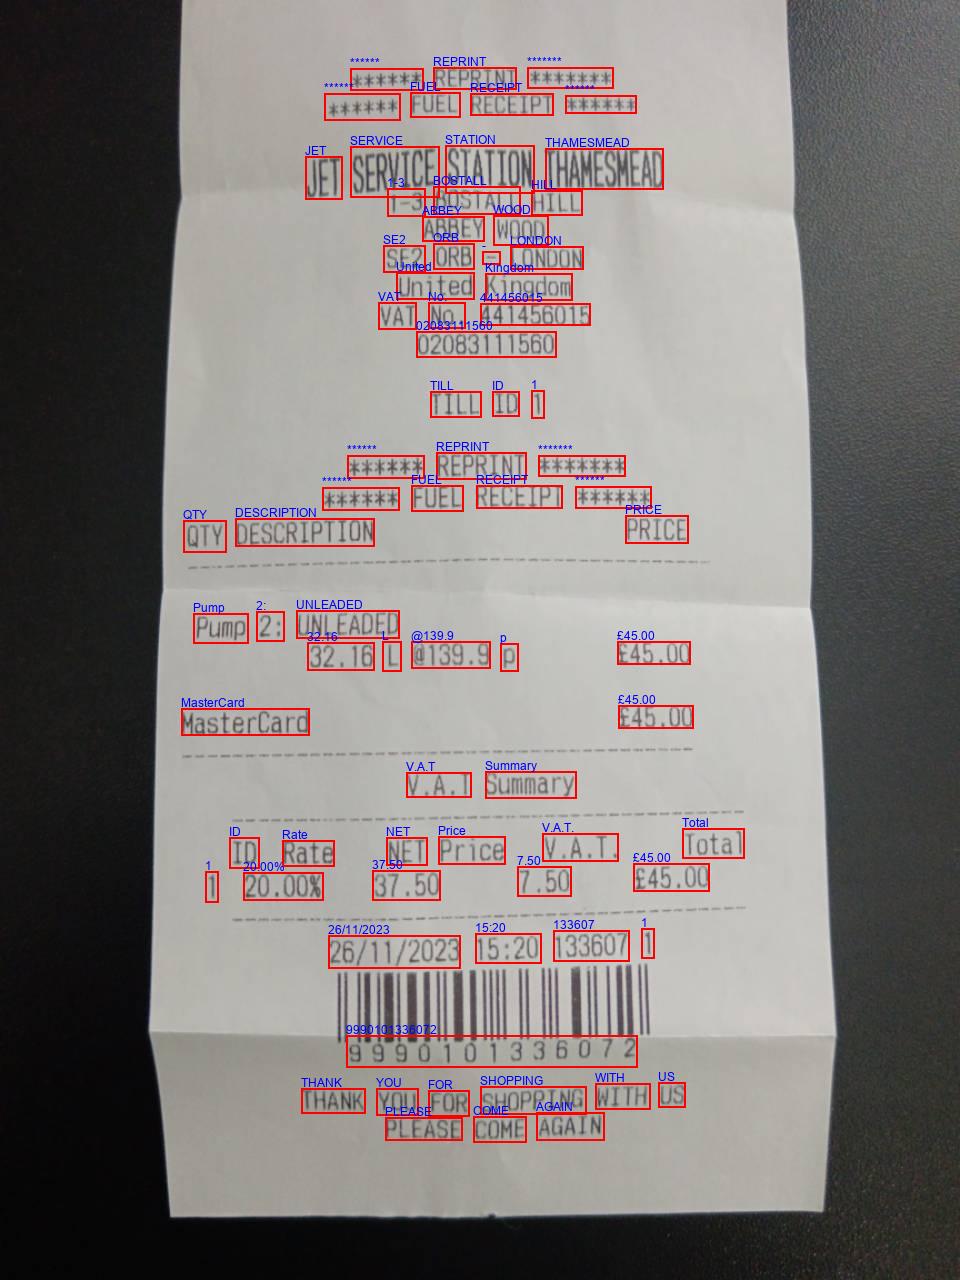 ****** REPRINT *******
****** FUEL RECEIPT ******
JET SERVICE STATION THAMESMEAD
1-3 BOSTALL HILL
ABBEY WOOD
SE2 ORB - LONDON
United Kingdom
VAT No. 441456015
02083111560
TILL ID 1
****** REPRINT *******
****** FUEL RECEIPT ******
QTY DESCRIPTION PRICE
Pump 2: UNLEADED
32.16 L @139.9 p £45.00
MasterCard £45.00
V.A.T Summary
ID Rate NET Price V.A.T. Total
1 20.00% 37.50 7.50 £45.00
26/11/2023 15:20 133607 1
9990101336072
THANK YOU FOR SHOPPING WITH US
PLEASE COME AGAIN